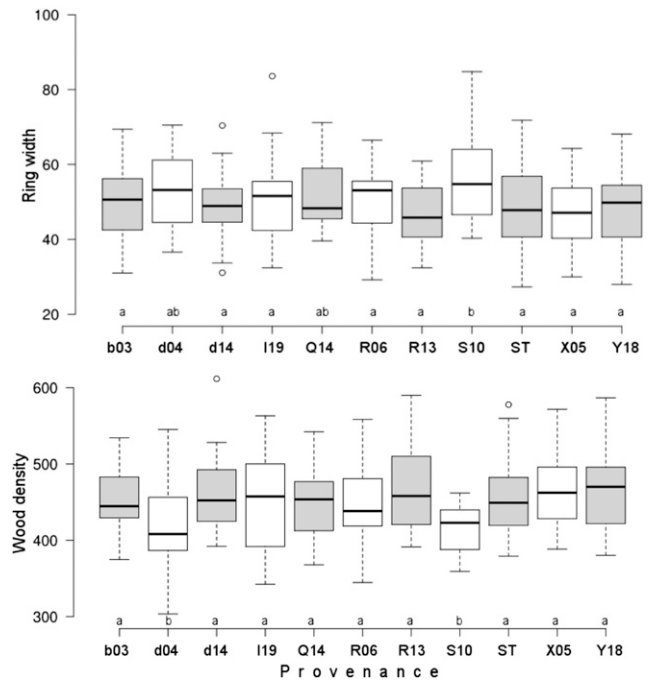 100
80
60
40
20
Ring width
a ab a a ab a a b a a a
b03 d04 d14 I19 Q14 R06 R13 S10 ST X05 Y18
600
500
400
300
Wood density
a b a a a a a b a a a
b03 d04 d14 I19 Q14 R06 R13 S10 ST X05 Y18
Provenance